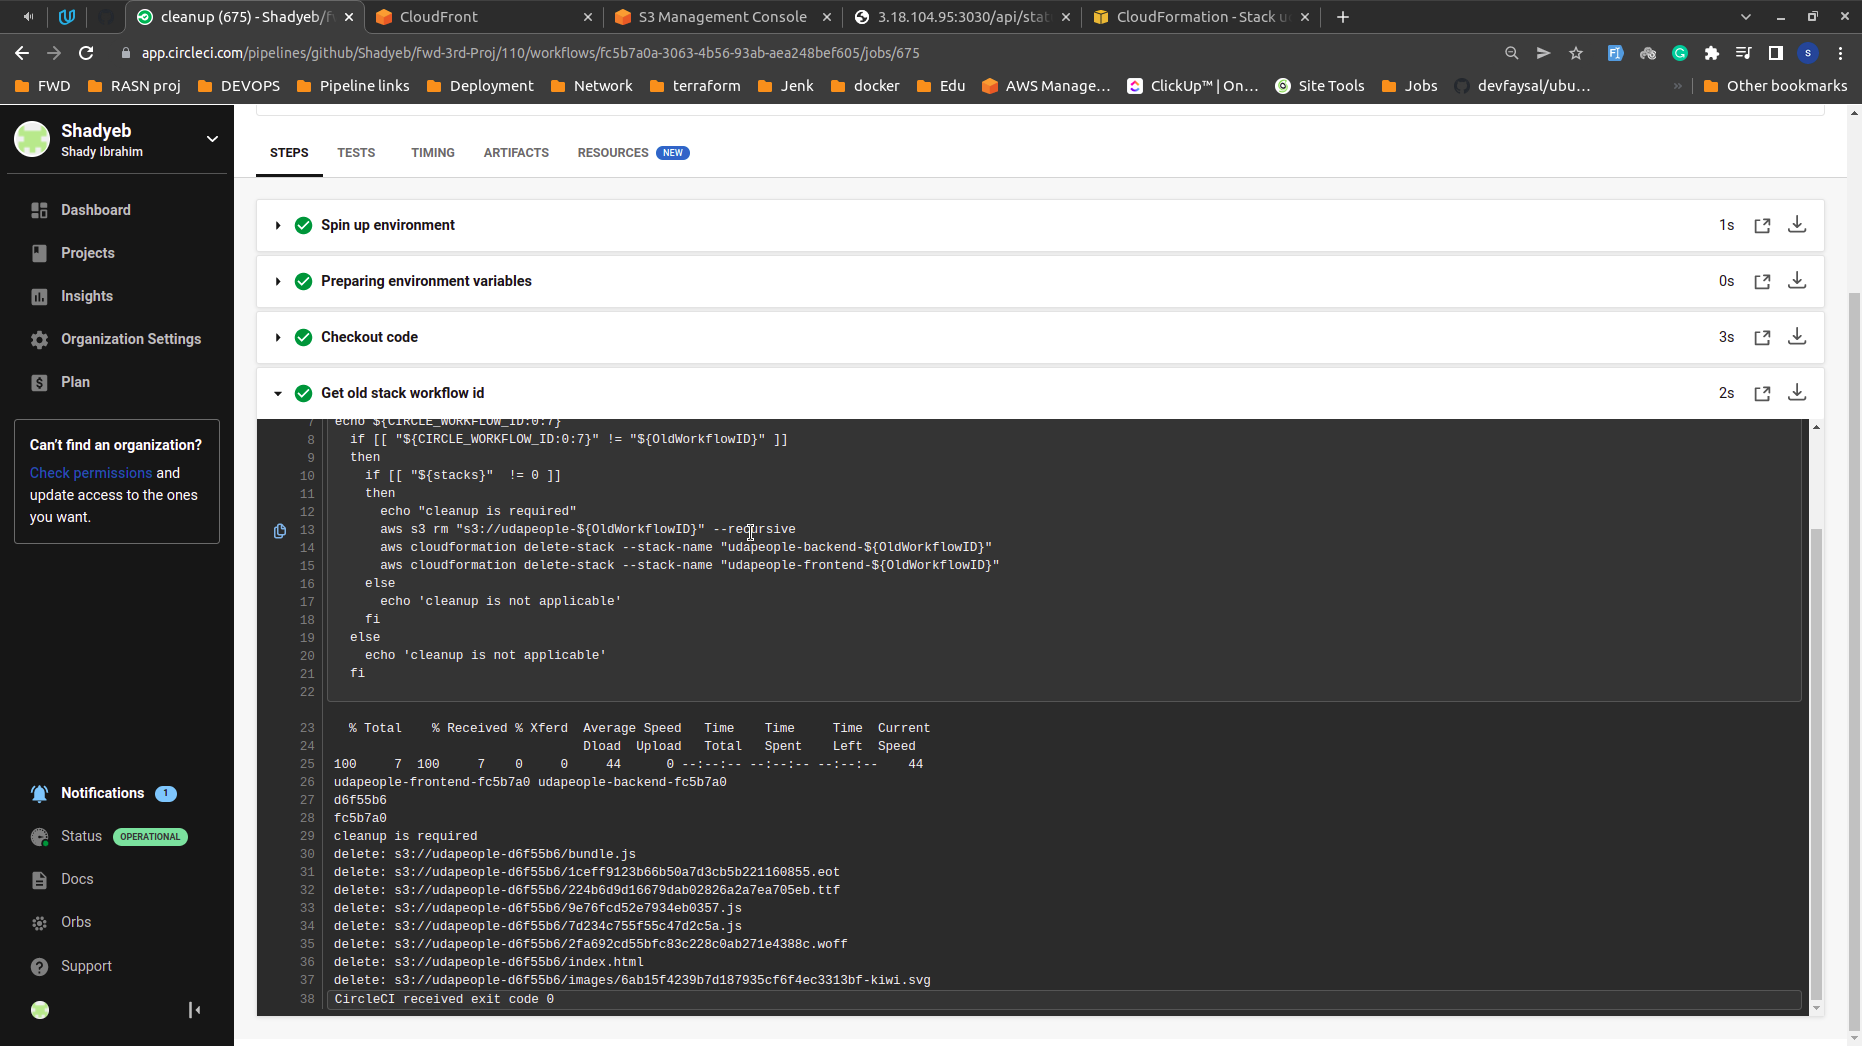 cleanup (675) - Shadyeb/fw
CloudFront
S3 Management Console
3.18.104.95:3030/api/stat
CloudFormation - Stack u
app.circleci.com/pipelines/github/Shadyeb/fwd-3rd-Proj/110/workflows/fc5b7a0a-3063-4b56-93ab-aea248bef605/jobs/675
S
FWD
RASN proj
DEVOPS
Pipeline links
Deployment
Network
terraform
Jenk
docker
Edu
AWS Manage...
ClickUp™ | On...
Site Tools
Jobs
devfaysal/ubu...
»
Other bookmarks
Shadyeb
Shady Ibrahim
Dashboard
Projects
Insights
Organization Settings
Plan
Can't find an organization?
Check permissions and
update access to the ones
you want.
Notifications 1
Status OPERATIONAL
Docs
Orbs
Support
STEPS TESTS TIMING ARTIFACTS RESOURCES NEW
Spin up environment 1s
Preparing environment variables 0s
Checkout code 3s
Get old stack workflow id 2s
7 echo ${CIRCLE_WORKFLOW_ID:0:7}
8 if [[ "${CIRCLE_WORKFLOW_ID:0:7}" != "${OldWorkflowID}" ]]
9 then
10 if [[ "${stacks}"  != 0 ]]
11 then
12 echo "cleanup is required"
13 aws s3 rm "s3://udapeople-${OldWorkflowID}" --recursive
14 aws cloudformation delete-stack --stack-name "udapeople-backend-${OldWorkflowID}"
15 aws cloudformation delete-stack --stack-name "udapeople-frontend-${OldWorkflowID}"
16 else
17 echo 'cleanup is not applicable'
18 fi
19 else
20 echo 'cleanup is not applicable'
21 fi
22
23 % Total    % Received % Xferd  Average Speed   Time    Time     Time  Current
24 Dload  Upload   Total   Spent    Left  Speed
25 100     7  100     7    0     0     44      0 --:--:-- --:--:-- --:--:--    44
26 udapeople-frontend-fc5b7a0 udapeople-backend-fc5b7a0
27 d6f55b6
28 fc5b7a0
29 cleanup is required
30 delete: s3://udapeople-d6f55b6/bundle.js
31 delete: s3://udapeople-d6f55b6/1ceff9123b66b50a7d3cb5b221160855.eot
32 delete: s3://udapeople-d6f55b6/224b6d9d16679dab02826a2a7ea705eb.ttf
33 delete: s3://udapeople-d6f55b6/9e76fcd52e7934eb0357.js
34 delete: s3://udapeople-d6f55b6/7d234c755f55c47d2c5a.js
35 delete: s3://udapeople-d6f55b6/2fa692cd55bfc83c228c0ab271e4388c.woff
36 delete: s3://udapeople-d6f55b6/index.html
37 delete: s3://udapeople-d6f55b6/images/6ab15f4239b7d187935cf6f4ec3313bf-kiwi.svg
38 CircleCI received exit code 0